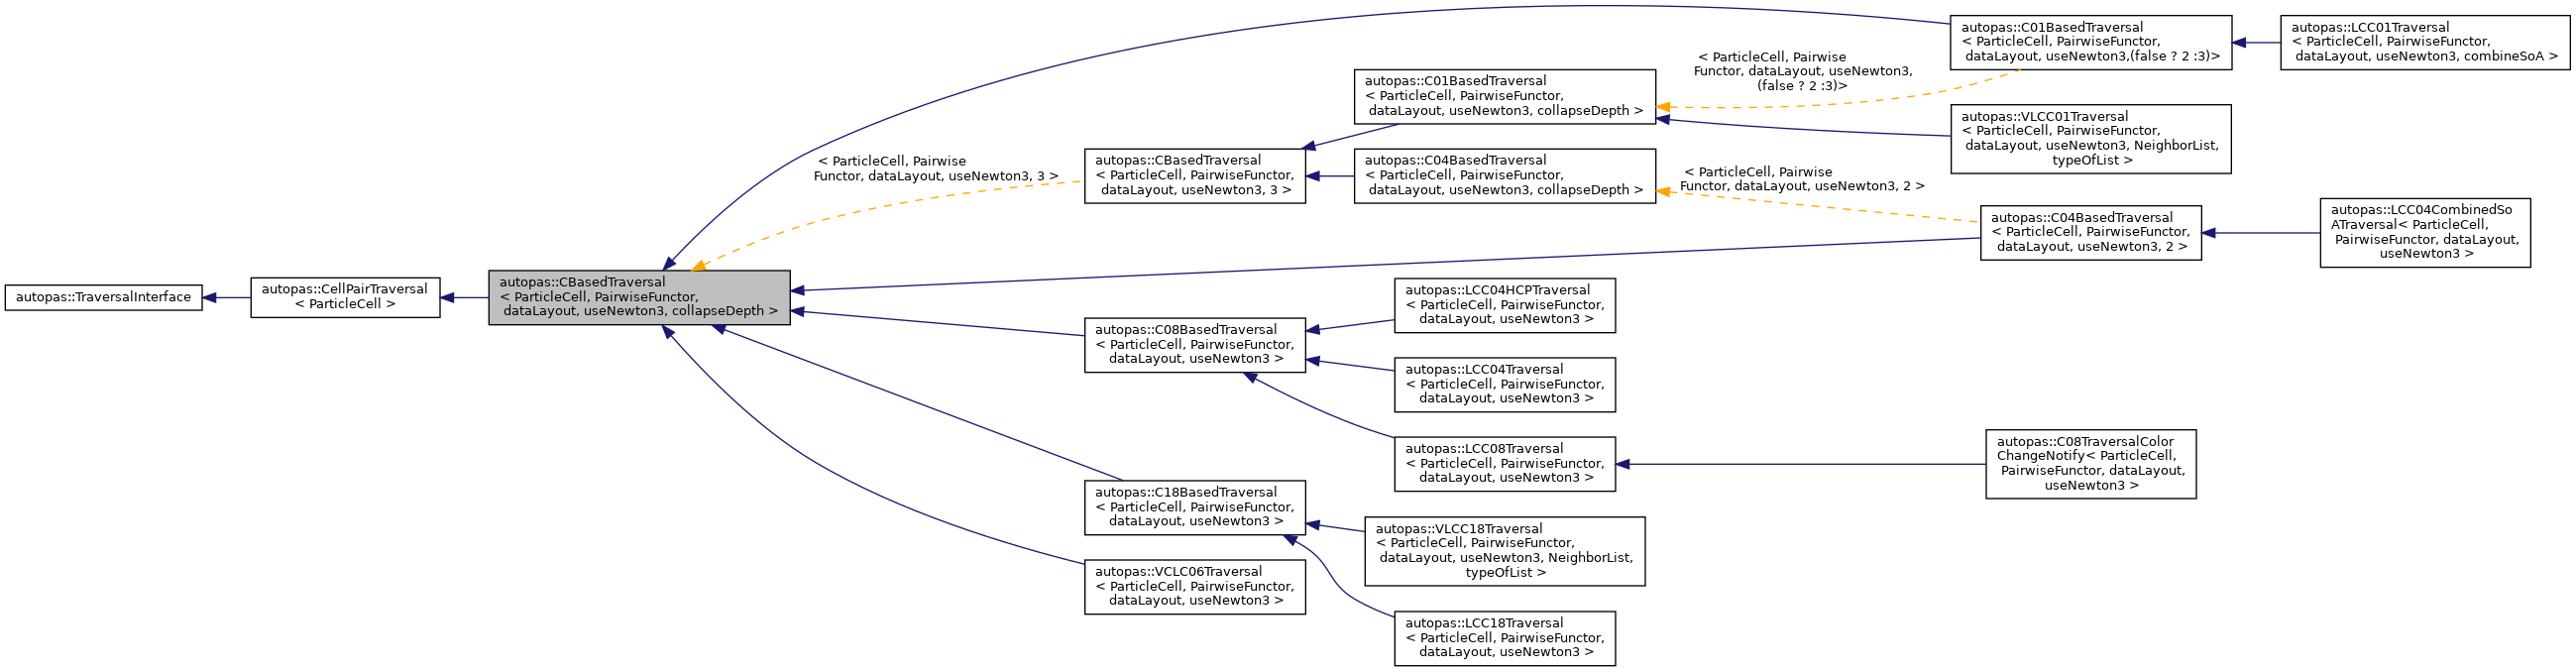 autopas::TraversalInterface
autopas::CellPairTraversal
< ParticleCell >
autopas::CBasedTraversal
< ParticleCell, PairwiseFunctor,
dataLayout, useNewton3, collapseDepth >
< ParticleCell, Pairwise
Functor, dataLayout, useNewton3, 3 >
autopas::CBasedTraversal
< ParticleCell, PairwiseFunctor,
dataLayout, useNewton3, 3 >
autopas::C08BasedTraversal
< ParticleCell, PairwiseFunctor,
dataLayout, useNewton3 >
autopas::C18BasedTraversal
< ParticleCell, PairwiseFunctor,
dataLayout, useNewton3 >
autopas::VCLC06Traversal
< ParticleCell, PairwiseFunctor,
dataLayout, useNewton3 >
autopas::C01BasedTraversal
< ParticleCell, PairwiseFunctor,
dataLayout, useNewton3, collapseDepth >
autopas::C04BasedTraversal
< ParticleCell, PairwiseFunctor,
dataLayout, useNewton3, collapseDepth >
autopas::LCC04HCPTraversal
< ParticleCell, PairwiseFunctor,
dataLayout, useNewton3 >
autopas::LCC04Traversal
< ParticleCell, PairwiseFunctor,
dataLayout, useNewton3 >
autopas::LCC08Traversal
< ParticleCell, PairwiseFunctor,
dataLayout, useNewton3 >
autopas::VLCC18Traversal
< ParticleCell, PairwiseFunctor,
dataLayout, useNewton3, NeighborList,
typeOfList >
autopas::LCC18Traversal
< ParticleCell, PairwiseFunctor,
dataLayout, useNewton3 >
< ParticleCell, Pairwise
Functor, dataLayout, useNewton3,
(false ? 2 :3)>
< ParticleCell, Pairwise
Functor, dataLayout, useNewton3, 2 >
autopas::C01BasedTraversal
< ParticleCell, PairwiseFunctor,
dataLayout, useNewton3,(false ? 2 :3)>
autopas::VLCC01Traversal
< ParticleCell, PairwiseFunctor,
dataLayout, useNewton3, NeighborList,
typeOfList >
autopas::C04BasedTraversal
< ParticleCell, PairwiseFunctor,
dataLayout, useNewton3, 2 >
autopas::C08TraversalColor
ChangeNotify< ParticleCell,
PairwiseFunctor, dataLayout,
useNewton3 >
autopas::LCC01Traversal
< ParticleCell, PairwiseFunctor,
dataLayout, useNewton3, combineSoA >
autopas::LCC04CombinedSo
ATraversal< ParticleCell,
PairwiseFunctor, dataLayout,
useNewton3 >